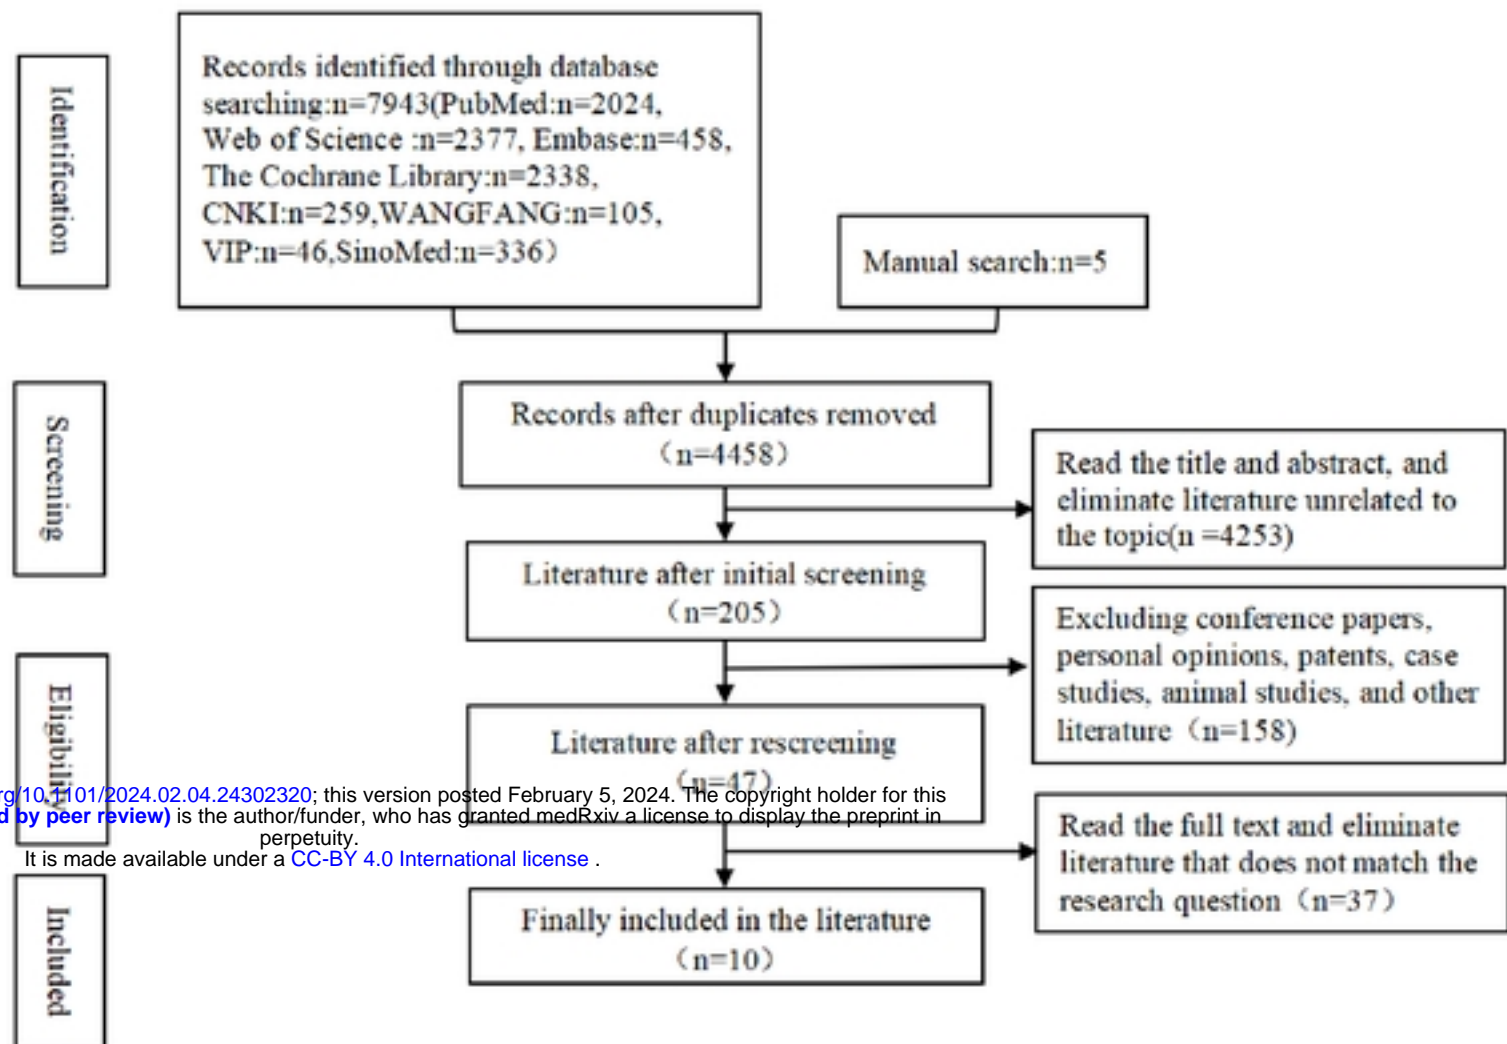 Identification
Records identified through database
searching:n=7943(PubMed:n=2024,
Web of Science :n=2377, Embase:n=458,
The Cochrane Library:n=2338,
CNKI:n=259,WANGFANG:n=105,
VIP:n=46,SinoMed:n=336）
Manual search:n=5
Screening
Records after duplicates removed
（n=4458）
Read the title and abstract, and
eliminate literature unrelated to
the topic(n =4253)
Literature after initial screening
（n=205）
Excluding conference papers,
personal opinions, patents, case
studies, animal studies, and other
literature（n=158)
Eligibility
Literature after rescreening
（n=47）
rg/10.1101/2024.02.04.24302320; this version posted February 5, 2024. The copyright holder for this
d by peer review) is the author/funder, who has granted medRxiv a license to display the preprint in
perpetuity.
It is made available under a CC-BY 4.0 International license .
Read the full text and eliminate
literature that does not match the
research question（n=37）
Included
Finally included in the literature
（n=10）